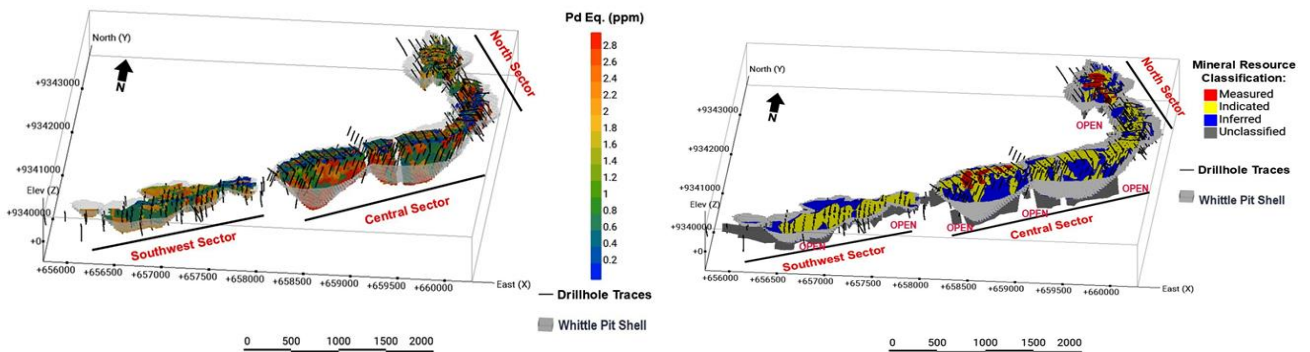 Pd Eq. (ppm)
2.8
2.6
2.4
2.2
2
1.8
1.6
1.4
1.2
1
0.8
0.6
0.4
0.2
North (Y)
N
+9343000
+9342000
+9341000
Elev (Z)
+9340000
+0
+656000
+656500
+657000
+657500
+658000
+658500
+659000
+659500
+660000
East (X)
North Sector
Central Sector
Southwest Sector
Drillhole Traces
Whittle Pit Shell
0 500 1000 1500 2000
North (Y)
N
+9343000
+9342000
+9341000
Elev (Z)
+9340000
+0
+656000
+656500
+657000
+657500
+658000
+658500
+659000
+659500
+660000
East (X)
North Sector
OPEN
OPEN
OPEN
OPEN
OPEN
OPEN
Central Sector
Southwest Sector
Mineral Resource
Classification:
Measured
Indicated
Inferred
Unclassified
Drillhole Traces
Whittle Pit Shell
0 500 1000 1500 2000